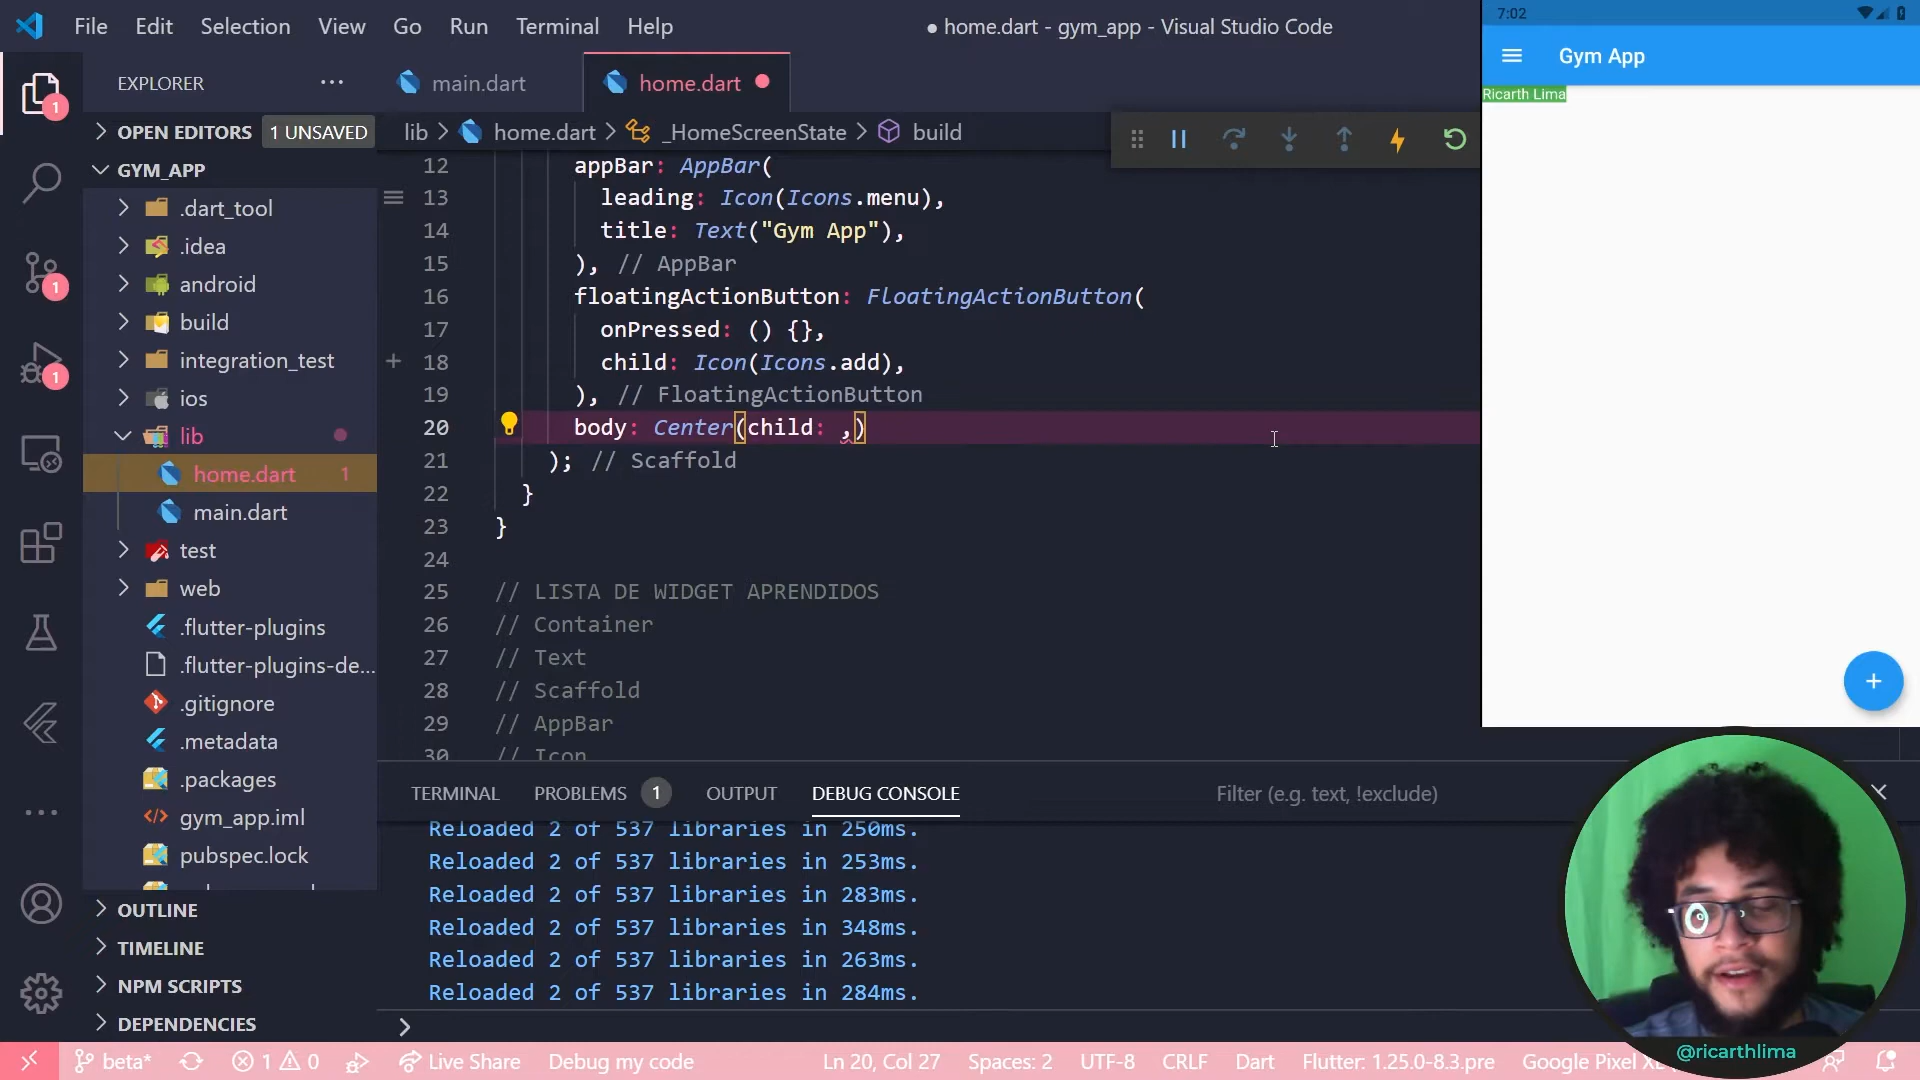 File Edit Selection View Go Run Terminal Help
● home.dart - gym_app - Visual Studio Code
7:02
Gym App
Ricarth Lima
EXPLORER
main.dart
home.dart
OPEN EDITORS 1 UNSAVED
lib > home.dart > _HomeScreenState > build
GYM_APP
.dart_tool
.idea
android
build
integration_test
ios
lib
home.dart 1
main.dart
test
web
.flutter-plugins
.flutter-plugins-de...
.gitignore
.metadata
.packages
gym_app.iml
pubspec.lock
OUTLINE
TIMELINE
NPM SCRIPTS
DEPENDENCIES
1
1
1
12 appBar: AppBar(
13 leading: Icon(Icons.menu),
14 title: Text("Gym App"),
15 ), // AppBar
16 floatingActionButton: FloatingActionButton(
17 onPressed: () {},
18 child: Icon(Icons.add),
19 ), // FloatingActionButton
20 body: Center(child: ,)
21 ); // Scaffold
22 }
23 }
24
25 // LISTA DE WIDGET APRENDIDOS
26 // Container
27 // Text
28 // Scaffold
29 // AppBar
30 // Icon
TERMINAL PROBLEMS 1 OUTPUT DEBUG CONSOLE
Filter (e.g. text, !exclude)
Reloaded 2 of 537 libraries in 250ms.
Reloaded 2 of 537 libraries in 253ms.
Reloaded 2 of 537 libraries in 283ms.
Reloaded 2 of 537 libraries in 348ms.
Reloaded 2 of 537 libraries in 263ms.
Reloaded 2 of 537 libraries in 284ms.
>
beta* 1 0 Live Share Debug my code
Ln 20, Col 27 Spaces: 2 UTF-8 CRLF Dart Flutter: 1.25.0-8.3.pre Google Pixel
@ricarthlima